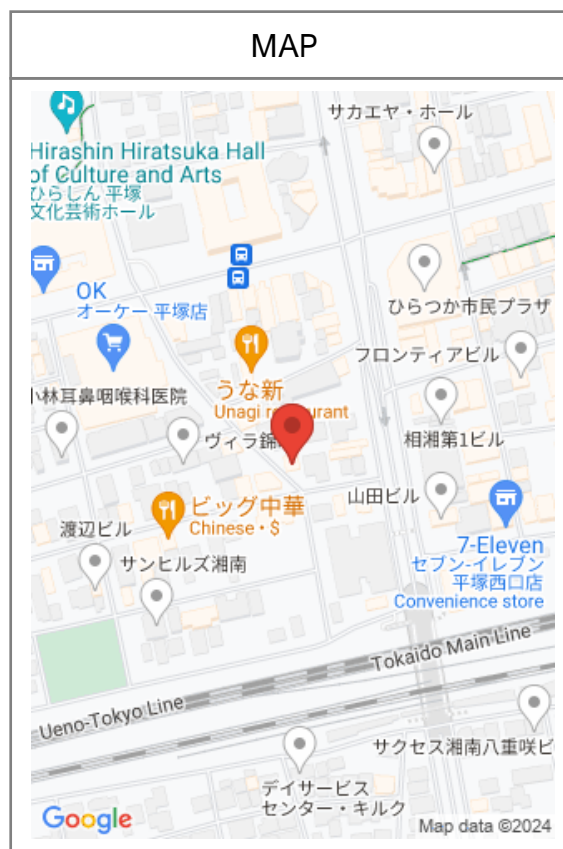 MAP
サカエヤ・ホール
Hirashin Hiratsuka Hall
of Culture and Arts
ひらしん 平塚
文化芸術ホール
OK
オーケー 平塚店
ひらつか市民プラザ
フロンティアビル
うな新
Unagi restaurant
小林耳鼻咽喉科医院
ヴィラ錦
相湘第1ビル
山田ビル
ビッグ中華
Chinese・$
渡辺ビル
サンヒルズ湘南
7-Eleven
セブン-イレブン
平塚西口店
Convenience store
Tokaido Main Line
Ueno-Tokyo Line
サクセス湘南八重咲ビ
デイサービス
センター・キルク
Google
Map data ©2024